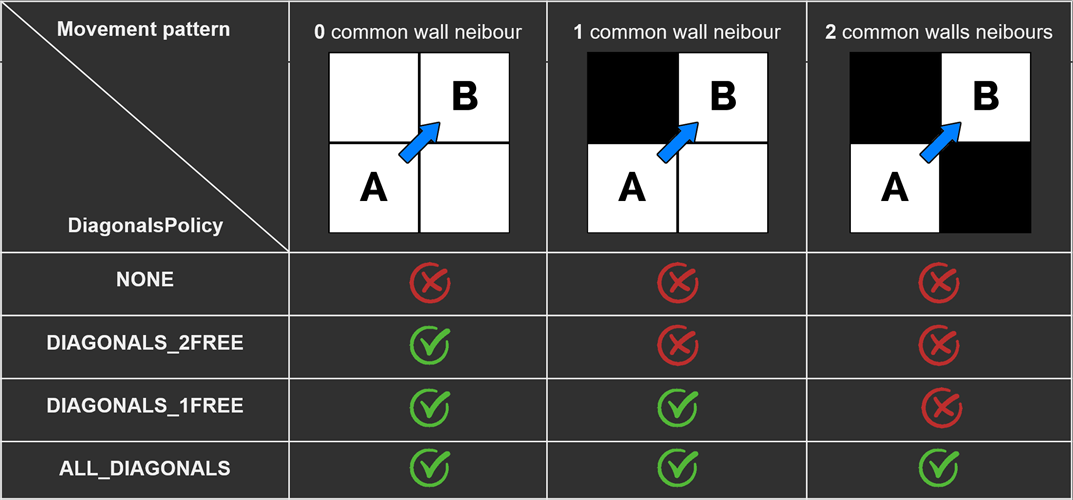 Movement pattern
0 common wall neibour
1 common wall neibour
2 common walls neibours
B
B
B
A
A
A
DiagonalsPolicy
NONE
DIAGONALS_2FREE
DIAGONALS_1FREE
ALL_DIAGONALS